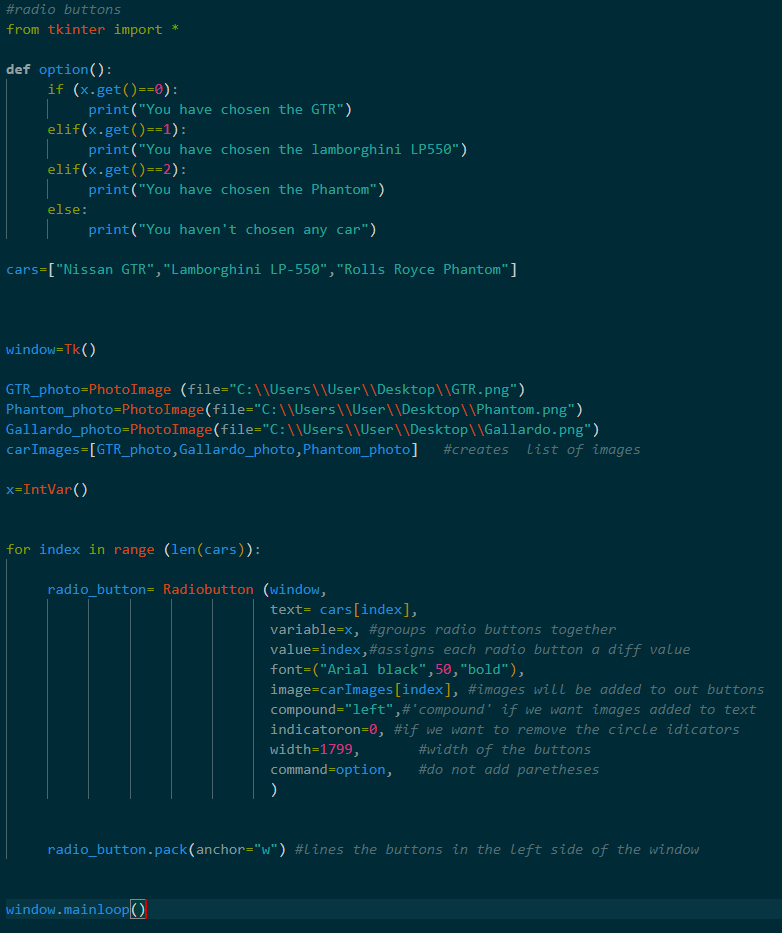 #radio buttons
from tkinter import *
def option():
if (x.get()==0):
print("You have chosen the GTR")
elif(x.get()==1):
print("You have chosen the lamborghini LP550")
elif(x.get()==2):
print("You have chosen the Phantom")
else:
print("You haven't chosen any car")
cars=["Nissan GTR","Lamborghini LP-550","Rolls Royce Phantom"]
window=Tk()
GTR_photo=PhotoImage (file="C:\\Users\\User\\Desktop\\GTR.png")
Phantom_photo=PhotoImage(file="C:\\Users\\User\\Desktop\\Phantom.png")
Gallardo_photo=PhotoImage(file="C:\\Users\\User\\Desktop\\Gallardo.png")
carImages=[GTR_photo,Gallardo_photo,Phantom_photo]   #creates  list of images
x=IntVar()
for index in range (len(cars)):
radio_button= Radiobutton (window,
text= cars[index],
variable=x, #groups radio buttons together
value=index,#assigns each radio button a diff value
font=("Arial black",50,"bold"),
image=carImages[index], #images will be added to out buttons
compound="left",#'compound' if we want images added to text
indicatoron=0, #if we want to remove the circle idicators
width=1799,       #width of the buttons
command=option,   #do not add paretheses
)
radio_button.pack(anchor="w") #lines the buttons in the left side of the window
window.mainloop()